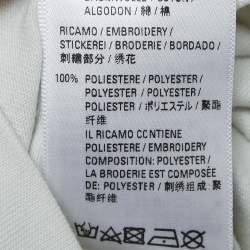 ALGODON / 綿 / 棉
RICAMO / EMBROIDERY /
STICKEREI / BRODERIE / BORDADO /
刺繍部分 / 绣花
100% POLIESTERE / POLYESTER /
POLYESTER / POLYESTER /
POLIESTER / ポリエステル / 聚酯
纤维
IL RICAMO CONTIENE
POLIESTERE / EMBROIDERY
COMPOSITION: POLYESTER /
LA BRODERIE EST COMPOSÉE
DE: POLYESTER / 刺绣组成: 聚
酯纤维